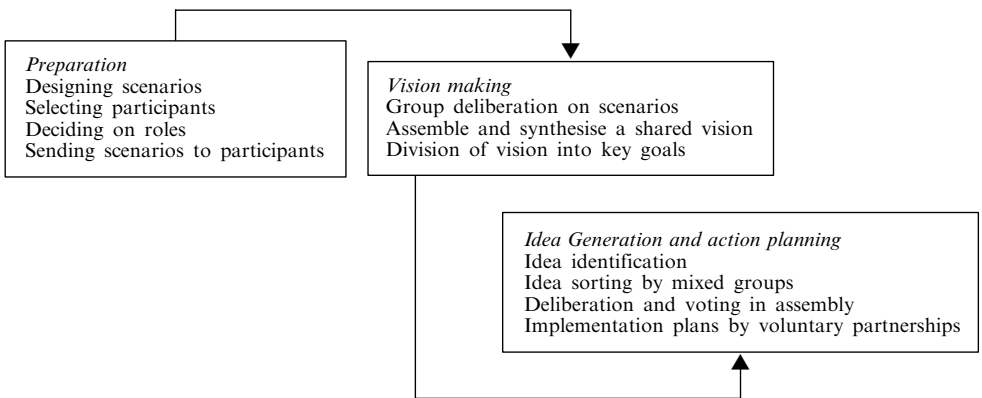 Preparation
Designing scenarios
Selecting participants
Deciding on roles
Sending scenarios to participants
Vision making
Group deliberation on scenarios
Assemble and synthesise a shared vision
Division of vision into key goals
Idea Generation and action planning
Idea identification
Idea sorting by mixed groups
Deliberation and voting in assembly
Implementation plans by voluntary partnerships